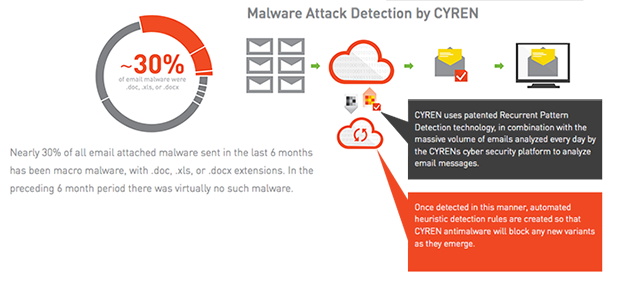 Malware Attack Detection by CYREN
~30%
of email malware were
.doc, .xls, or .docx
Nearly 30% of all email attached malware sent in the last 6 months
has been macro malware, with .doc, .xls, or .docx extensions. In the
preceding 6 month period there was virtually no such malware.
CYREN uses patented Recurrent Pattern
Detection technology, in combination with the
massive volume of emails analyzed every day by
the CYRENs cyber security platform to analyze
email messages.
Once detected in this manner, automated
heuristic detection rules are created so that
CYREN antimalware will block any new variants
as they emerge.